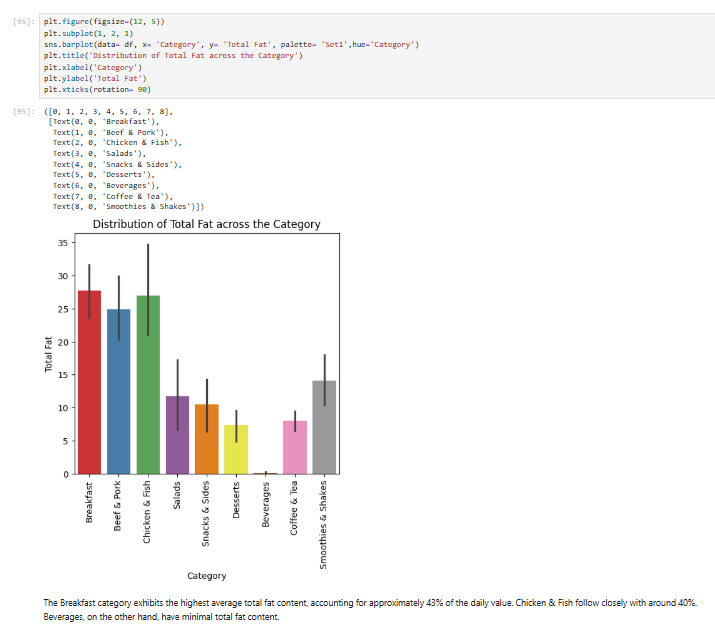 [95]: plt.figure(figsize=(12, 5))
plt.subplot(1, 2, 1)
sns.barplot(data= df, x= 'Category', y= 'Total Fat', palette= 'Set1',hue='Category')
plt.title('Distribution of Total Fat across the Category')
plt.xlabel('Category')
plt.ylabel('Total Fat')
plt.xticks(rotation= 90)
[95]: ([0, 1, 2, 3, 4, 5, 6, 7, 8],
[Text(0, 0, 'Breakfast'),
Text(1, 0, 'Beef & Pork'),
Text(2, 0, 'Chicken & Fish'),
Text(3, 0, 'Salads'),
Text(4, 0, 'Snacks & Sides'),
Text(5, 0, 'Desserts'),
Text(6, 0, 'Beverages'),
Text(7, 0, 'Coffee & Tea'),
Text(8, 0, 'Smoothies & Shakes')])
Distribution of Total Fat across the Category
Total Fat
35
30
25
20
15
10
5
0
Breakfast
Beef & Pork
Chicken & Fish
Salads
Snacks & Sides
Desserts
Beverages
Coffee & Tea
Smoothies & Shakes
Category
The Breakfast category exhibits the highest average total fat content, accounting for approximately 43% of the daily value. Chicken & Fish follow closely with around 40%.
Beverages, on the other hand, have minimal total fat content.